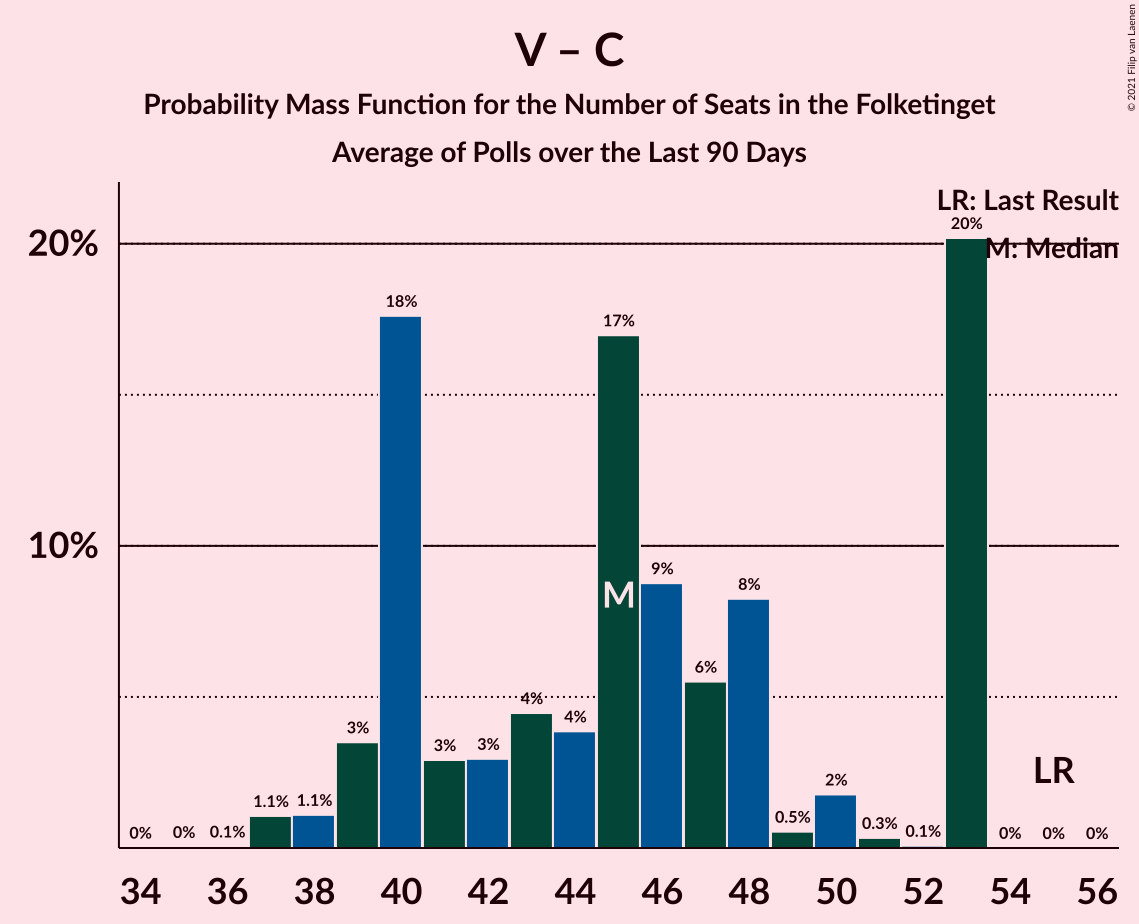 V – C
Probability Mass Function for the Number of Seats in the Folketinget
Average of Polls over the Last 90 Days
© 2021 Filip van Laenen
LR: Last Result
M: Median
20%
10%
0%
0%
0.1%
1.1%
1.1%
3%
18%
3%
3%
4%
4%
17%
9%
6%
8%
0.5%
2%
0.3%
0.1%
20%
0%
0%
0%
M
LR
34 36 38 40 42 44 46 48 50 52 54 56